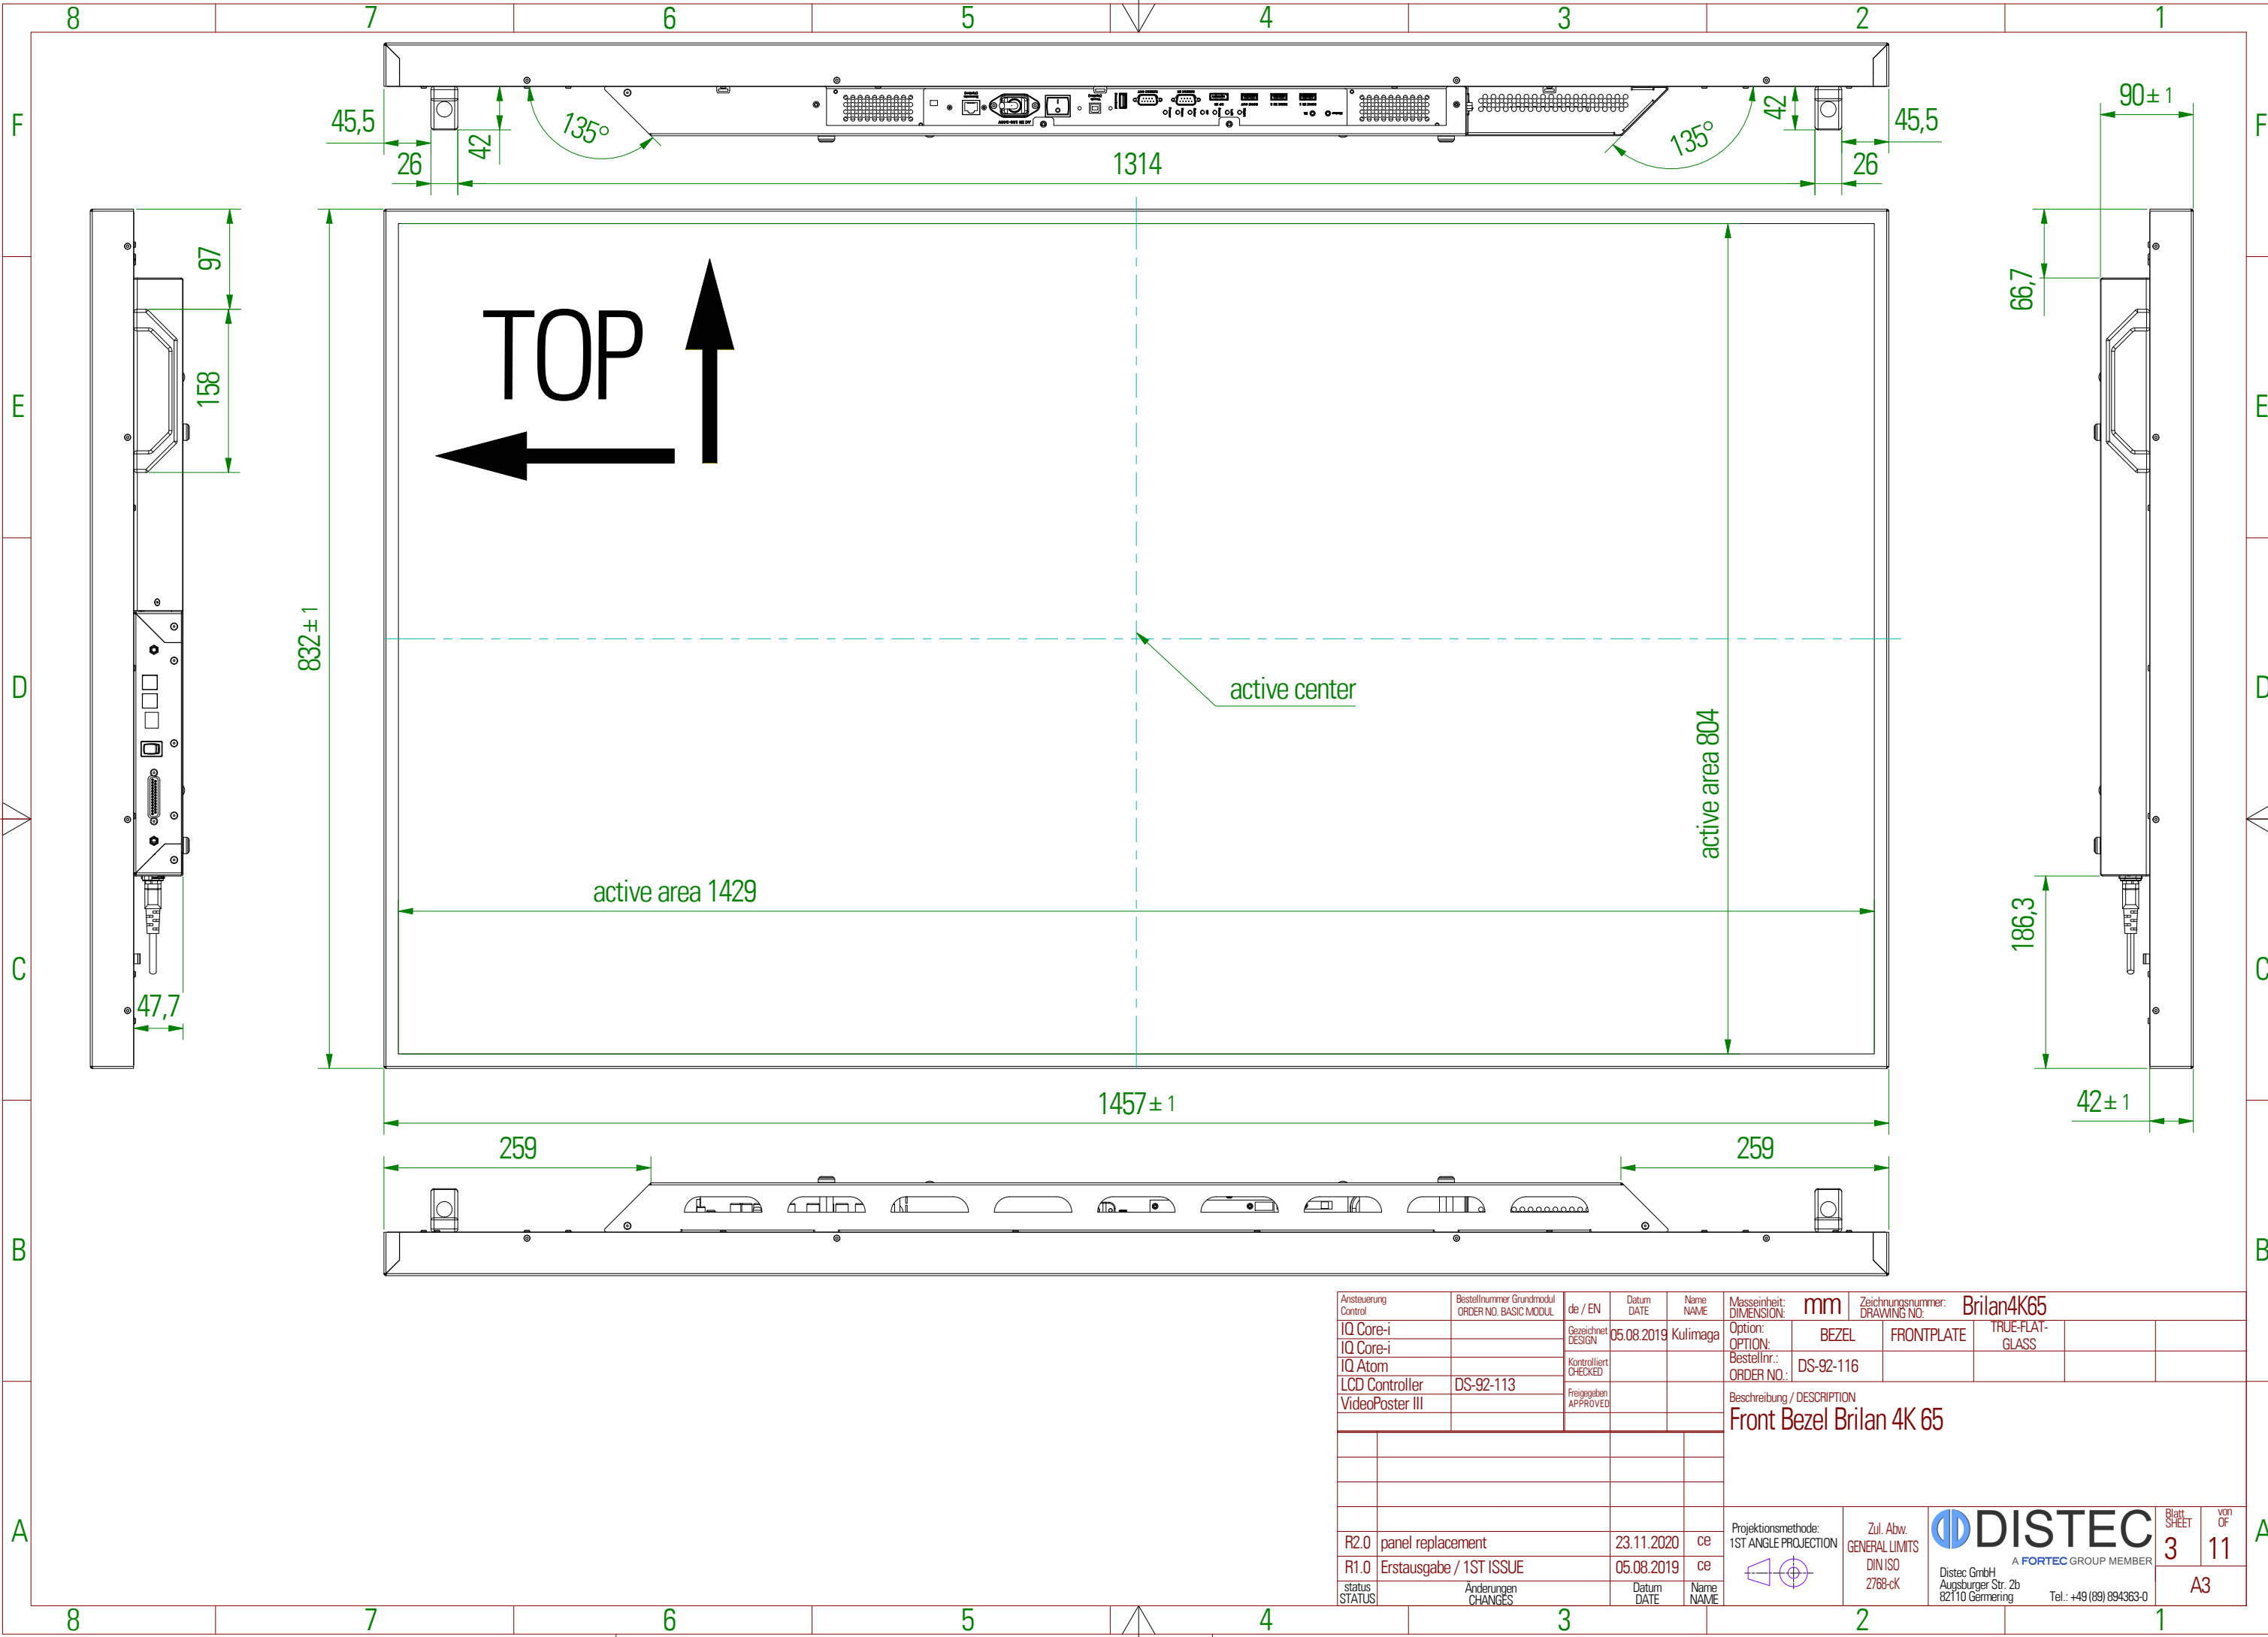 8 7 6 5 4 3 2 1
F F
E E
D D
C C
B B
A A
45,5
26
42
135°
1314
135°
42
45,5
26
90± 1
97
158
47,7
832± 1
TOP
active center
active area 804
active area 1429
1457± 1
66,7
186,3
42± 1
259
259
Ansteuerung
Control
Bestellnummer Grundmodul
ORDER NO. BASIC MODUL
de / EN
Datum
DATE
Name
NAME
IQ Core-i
IQ Core-i
IQ Atom
LCD Controller DS-92-113
VideoPoster III
Gezeichnet
DESIGN
05.08.2019 Kulimaga
Kontrolliert
CHECKED
Freigegeben
APPROVED
Masseinheit:
DIMENSION:
mm
Zeichnungsnummer:
DRAWING NO:
Brilan4K65
Option:
OPTION:
BEZEL
FRONTPLATE
TRUE-FLAT-
GLASS
Bestellnr.:
ORDER NO.:
DS-92-116
Beschreibung / DESCRIPTION
Front Bezel Brilan 4K 65
R2.0 panel replacement 23.11.2020 ce
R1.0 Erstausgabe / 1ST ISSUE 05.08.2019 ce
status
STATUS
Änderungen
CHANGES
Datum
DATE
Name
NAME
Projektionsmethode:
1ST ANGLE PROJECTION
Zul. Abw.
GENERAL LIMITS
DIN ISO
2768-cK
DISTEC
A FORTEC GROUP MEMBER
Distec GmbH
Augsburger Str. 2b
82110 Germering Tel.: +49 (89) 894363-0
Blatt
SHEET
3
von
OF
11
A3
8 7 6 5 4 3 2 1